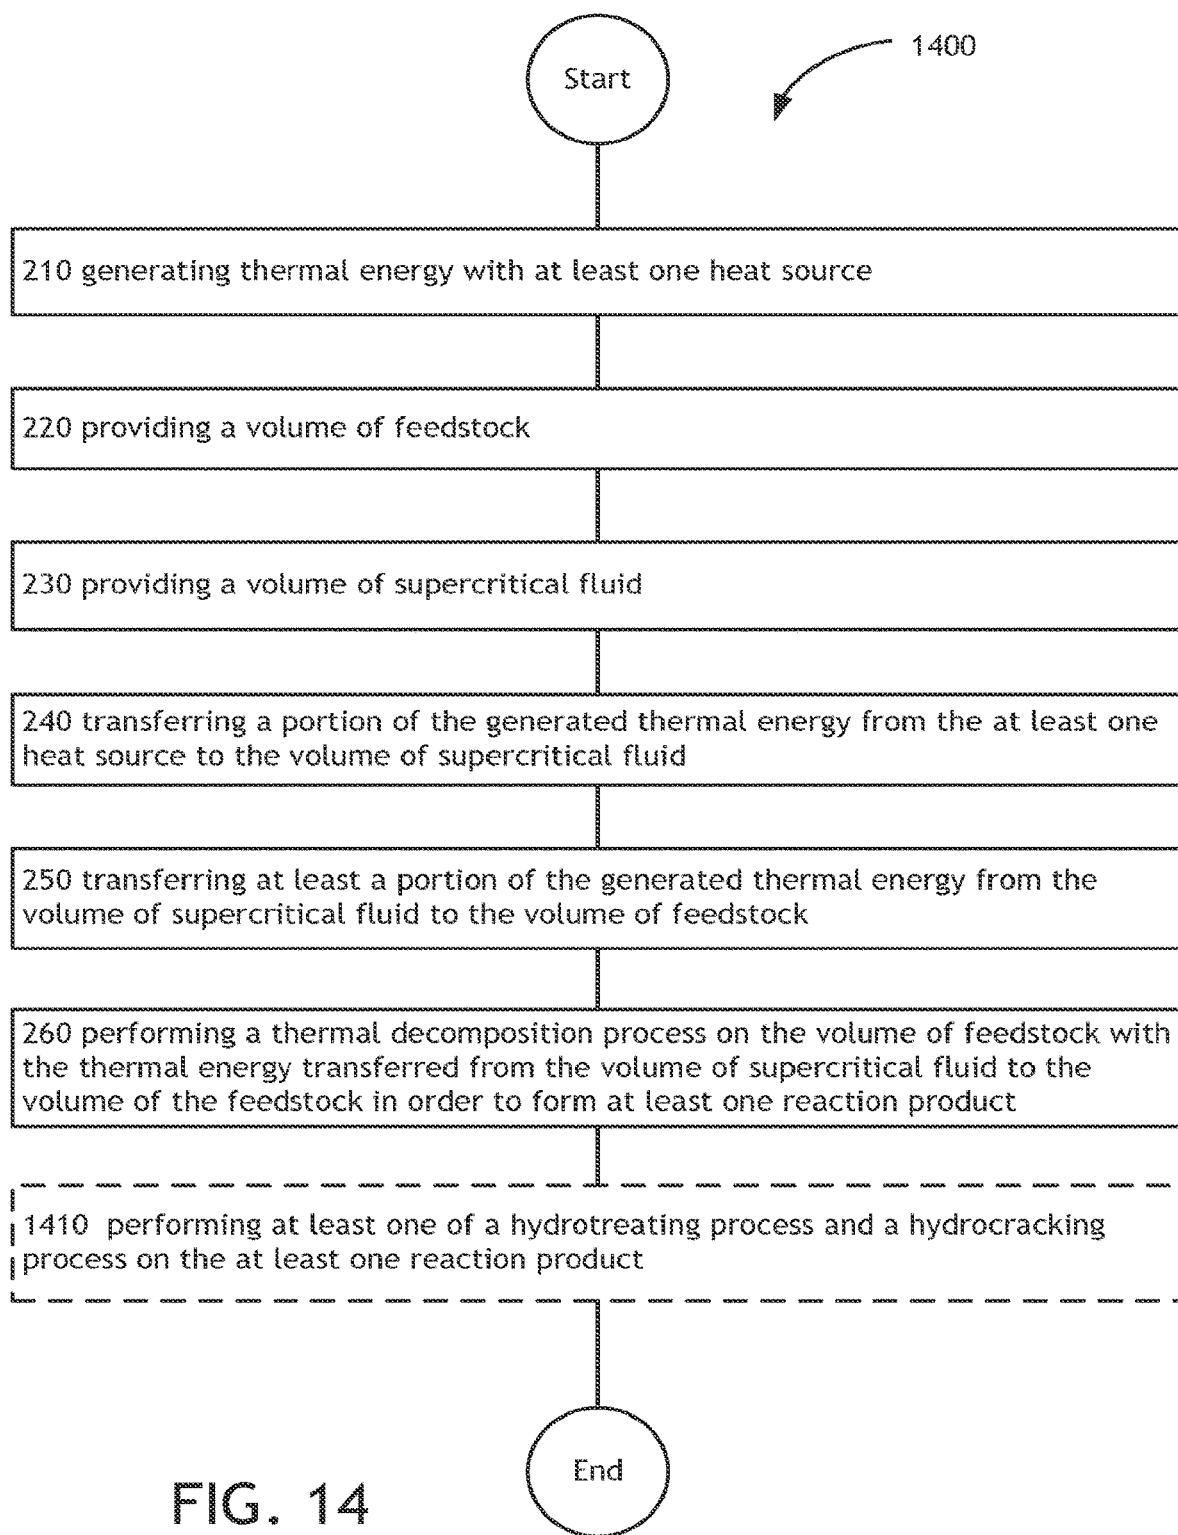 1400
Start
210 generating thermal energy with at least one heat source
220 providing a volume of feedstock
230 providing a volume of supercritical fluid
240 transferring a portion of the generated thermal energy from the at least one
heat source to the volume of supercritical fluid
250 transferring at least a portion of the generated thermal energy from the
volume of supercritical fluid to the volume of feedstock
260 performing a thermal decomposition process on the volume of feedstock with
the thermal energy transferred from the volume of supercritical fluid to the
volume of the feedstock in order to form at least one reaction product
1410 performing at least one of a hydrotreating process and a hydrocracking
process on the at least one reaction product
End
FIG. 14